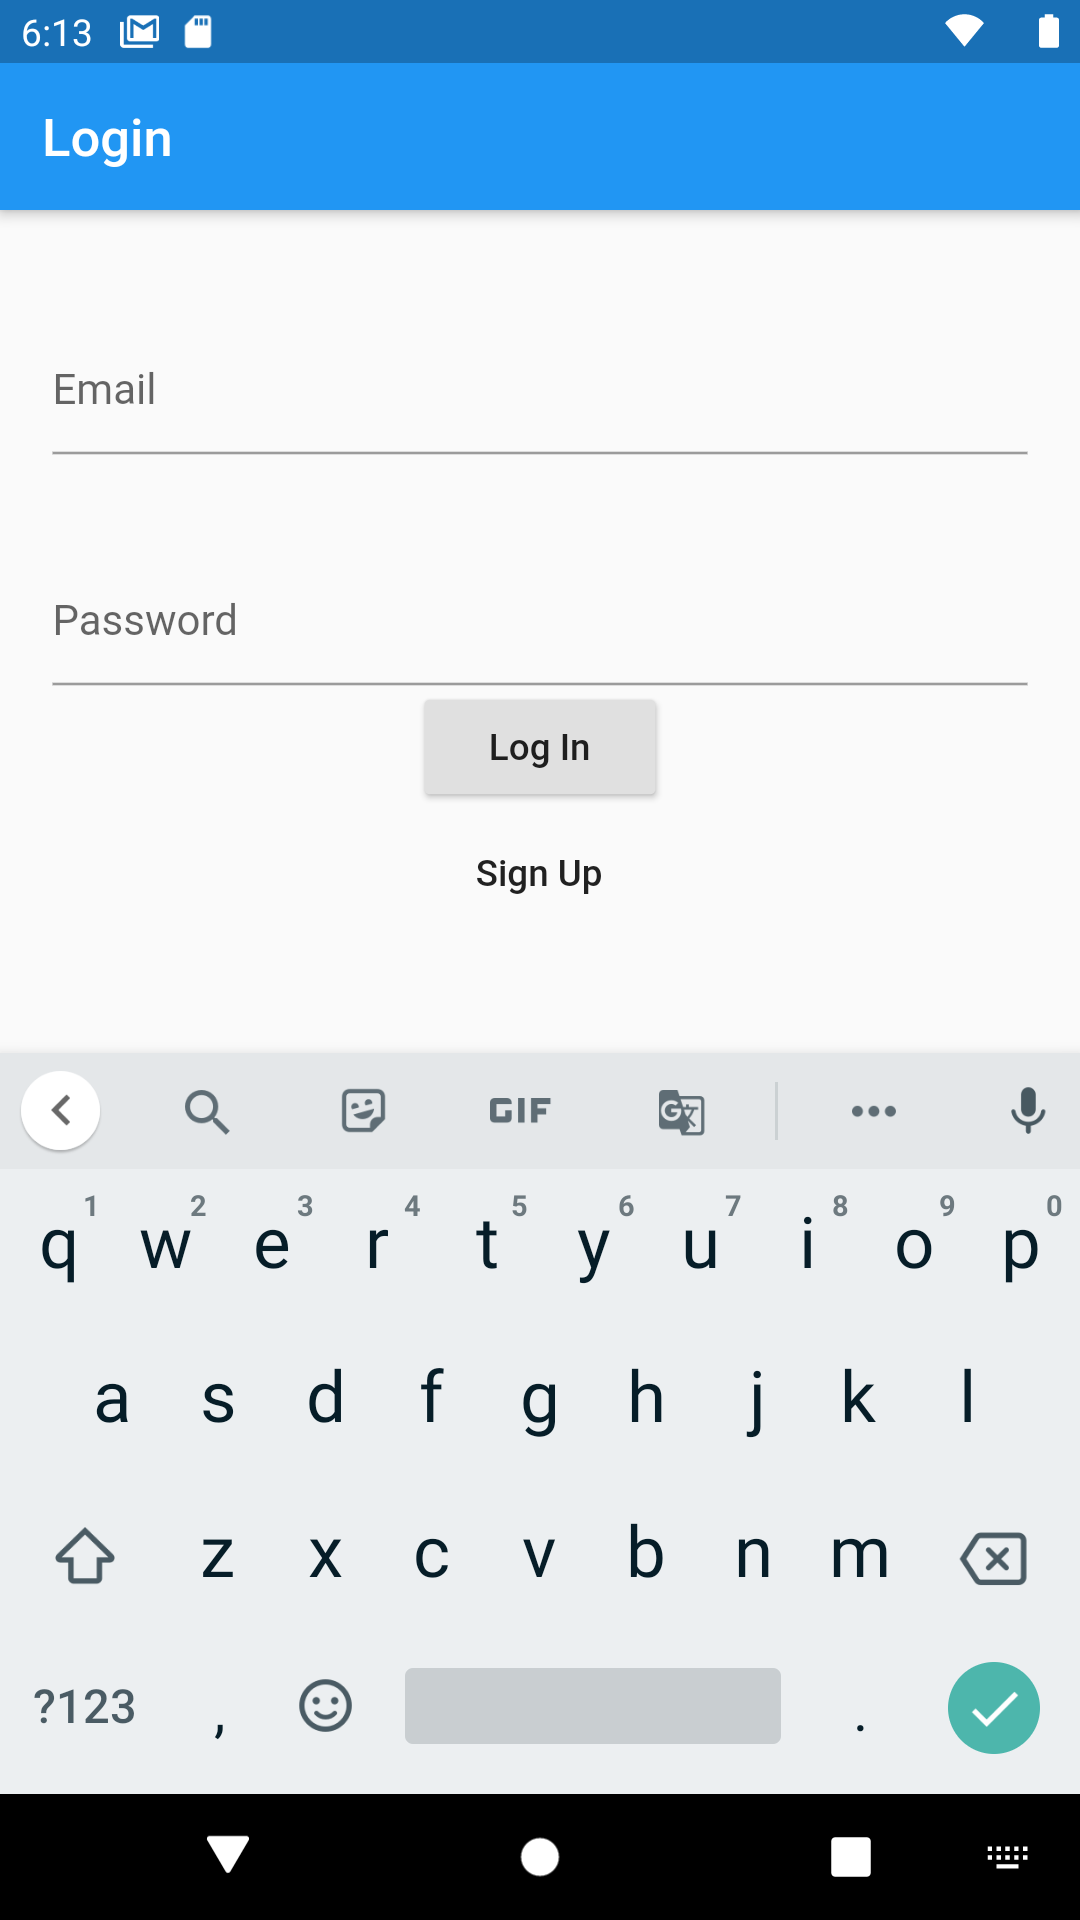 6:13
Login
Email
Password
Log In
Sign Up
GIF
G
1 2 3 4 5 6 7 8 9 0
q w e r t y u i o p
a s d f g h j k l
z x c v b n m
?123 , .